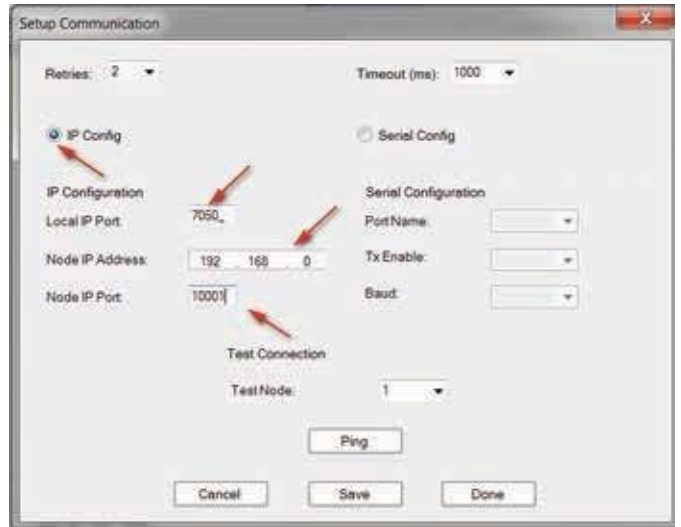 Setup Communication
Retries: 2 Timeout (ms): 1000
IP Config Serial Config
IP Configuration Serial Configuration
Local IP Port 7050_ Port Name:
Node IP Address: 192 . 168 . 0 Tx Enable:
Node IP Port 10001 Baud:
Test Connection
Test Node: 1
Ping
Cancel Save Done